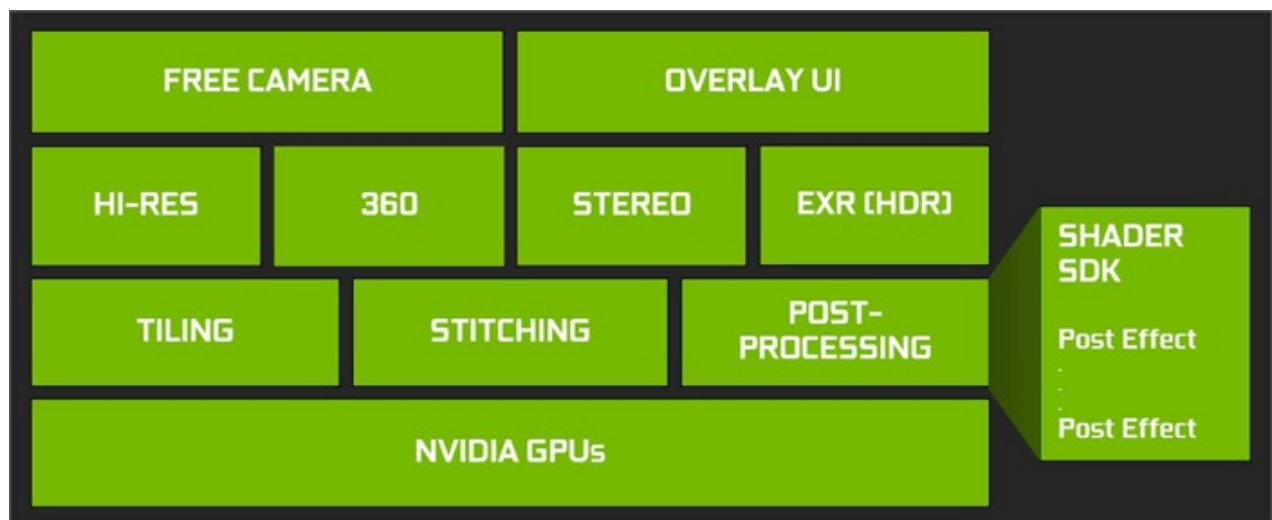 FREE CAMERA
OVERLAY UI
HI-RES
360
STEREO
EXR (HDR)
TILING
STITCHING
POST-
PROCESSING
NVIDIA GPUs
SHADER
SDK
Post Effect
.
.
.
Post Effect